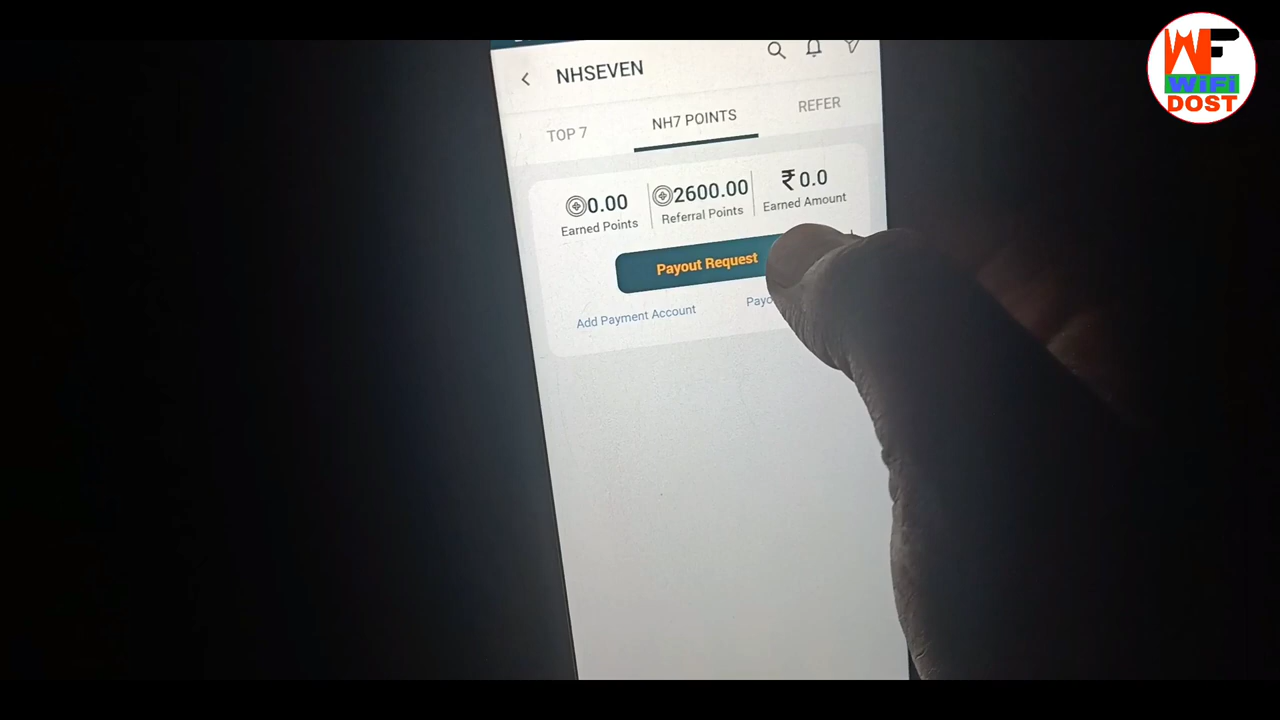 NHSEVEN
TOP 7
NH7 POINTS
REFER
0.00
Earned Points
2600.00
Referral Points
₹0.0
Earned Amount
Payout Request
Add Payment Account
WF
WiFi
DOST